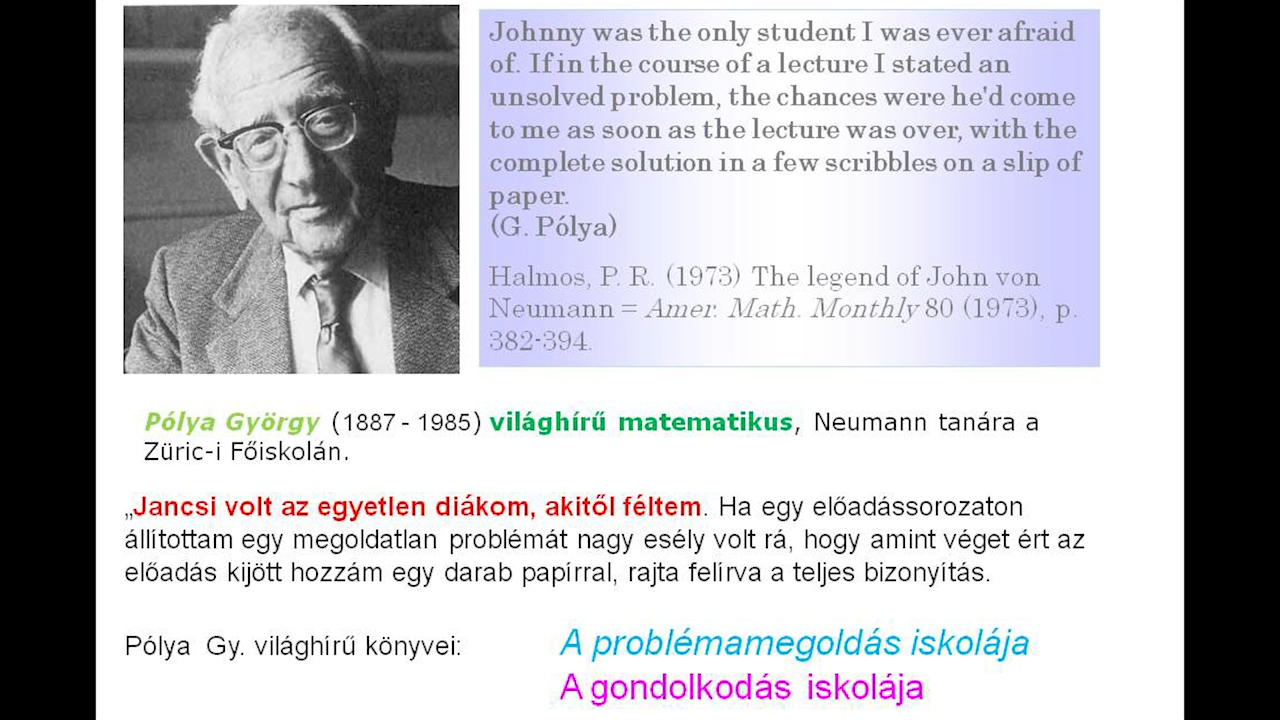 Johnny was the only student I was ever afraid
of. If in the course of a lecture I stated an
unsolved problem, the chances were he'd come
to me as soon as the lecture was over, with the
complete solution in a few scribbles on a slip of
paper.
(G. Pólya)
Halmos, P. R. (1973) The legend of John von
Neumann = Amer. Math. Monthly 80 (1973), p.
382-394.
Pólya György (1887 - 1985) világhírű matematikus, Neumann tanára a
Züric-i Főiskolán.
„Jancsi volt az egyetlen diákom, akitől féltem. Ha egy előadássorozaton
állítottam egy megoldatlan problémát nagy esély volt rá, hogy amint véget ért az
előadás kijött hozzám egy darab papírral, rajta felírva a teljes bizonyítás.
Pólya Gy. világhírű könyvei: A problémamegoldás iskolája
A gondolkodás iskolája